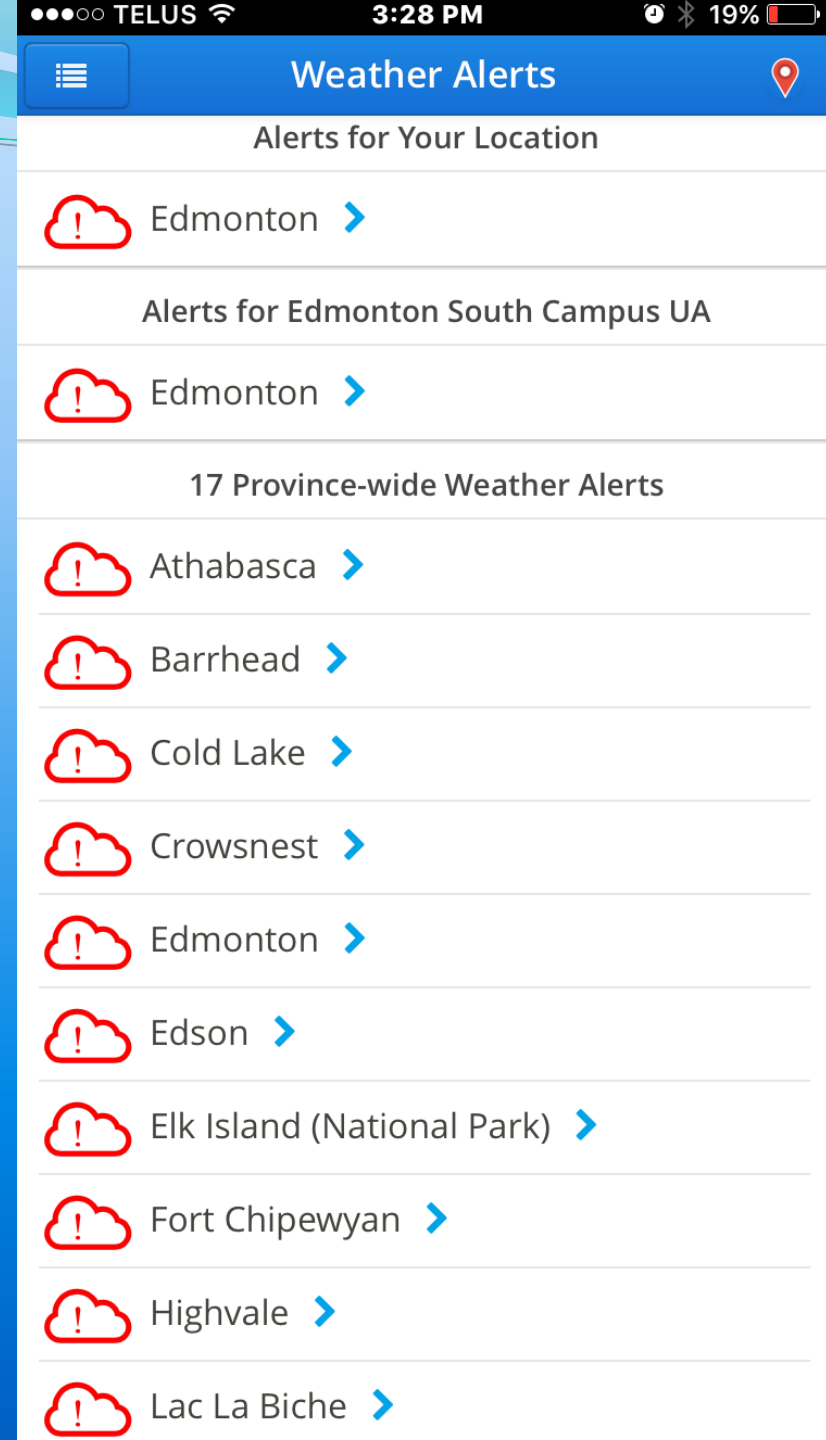 TELUS 3:28 PM 19%
Weather Alerts
Alerts for Your Location
! Edmonton
Alerts for Edmonton South Campus UA
! Edmonton
17 Province-wide Weather Alerts
! Athabasca
! Barrhead
! Cold Lake
! Crowsnest
! Edmonton
! Edson
! Elk Island (National Park)
! Fort Chipewyan
! Highvale
! Lac La Biche